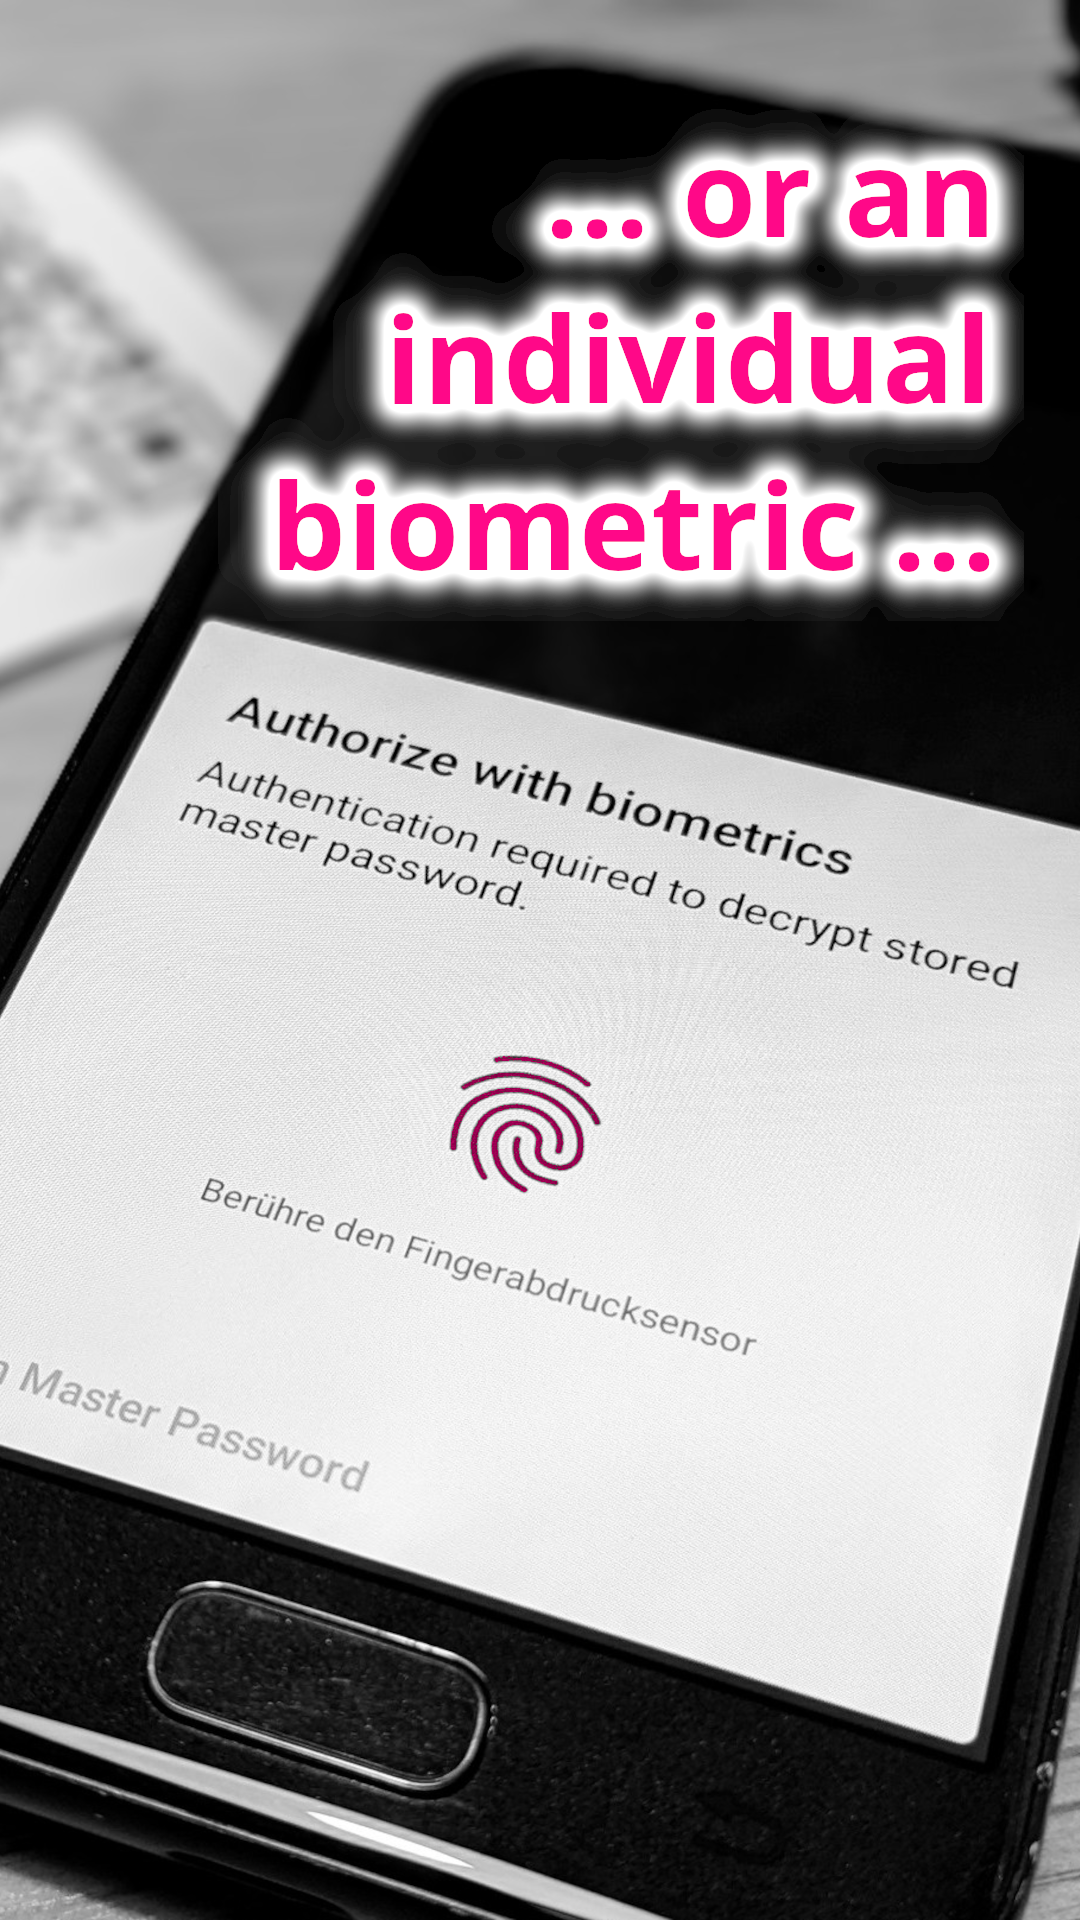 ... or an
individual
biometric ...
Authorize with biometrics
Authentication required to decrypt stored
master password.
Berühre den Fingerabdrucksensor
Master Password